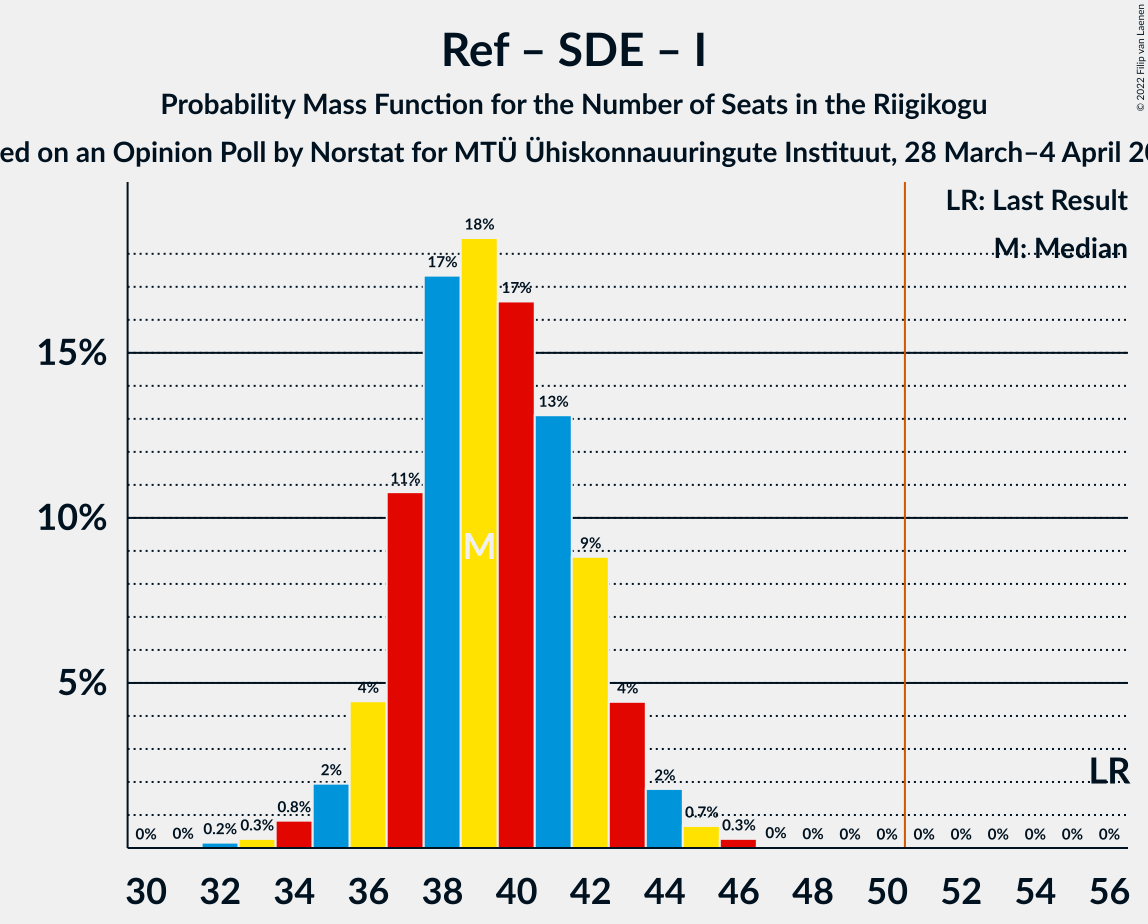 Ref – SDE – I
Probability Mass Function for the Number of Seats in the Riigikogu
ed on an Opinion Poll by Norstat for MTÜ Ühiskonnauuringute Instituut, 28 March–4 April 20
© 2022 Filip van Laenen
LR: Last Result
M: Median
18%
17%
17%
15%
13%
11%
10%
9%
M
5%
4%
4%
2%
2%
LR
0.8%
0.7%
0% 0% 0.2% 0.3% 0.3% 0% 0% 0% 0% 0% 0% 0% 0% 0% 0%
30 32 34 36 38 40 42 44 46 48 50 52 54 56